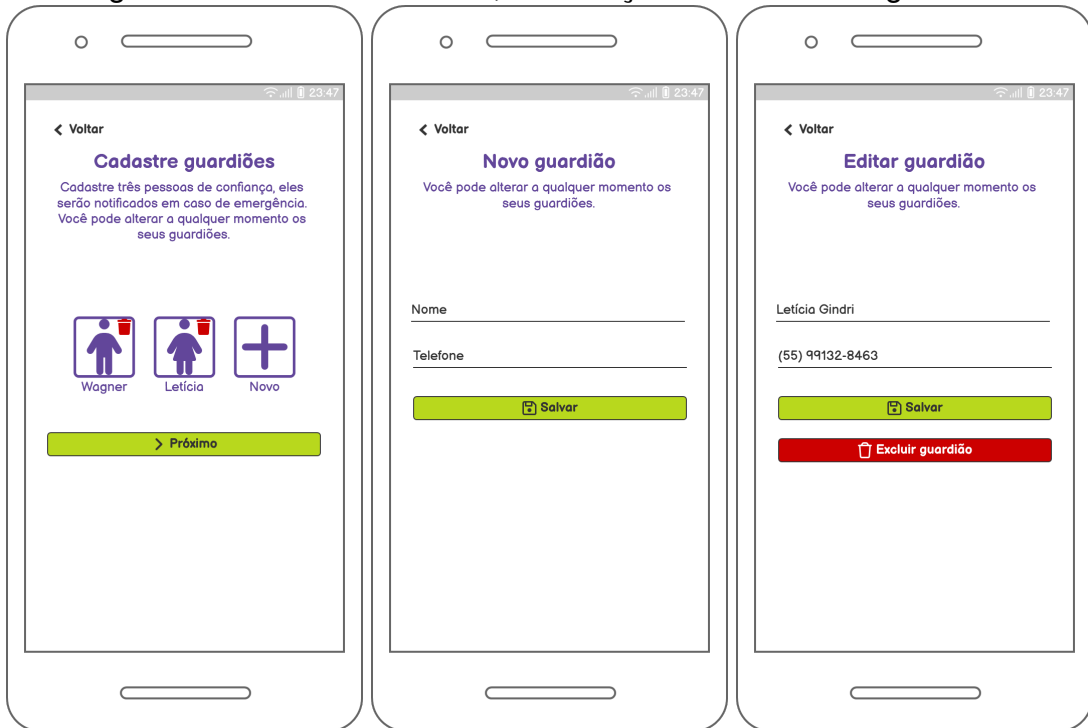 23:47
Voltar
Cadastre guardiões
Cadastre três pessoas de confiança, eles
serão notificados em caso de emergência.
Você pode alterar a qualquer momento os
seus guardiões.
Wagner
Letícia
Novo
Próximo
23:47
Voltar
Novo guardião
Você pode alterar a qualquer momento os
seus guardiões.
Nome
Telefone
Salvar
23:47
Voltar
Editar guardião
Você pode alterar a qualquer momento os
seus guardiões.
Letícia Gindri
(55) 99132-8463
Salvar
Excluir guardião